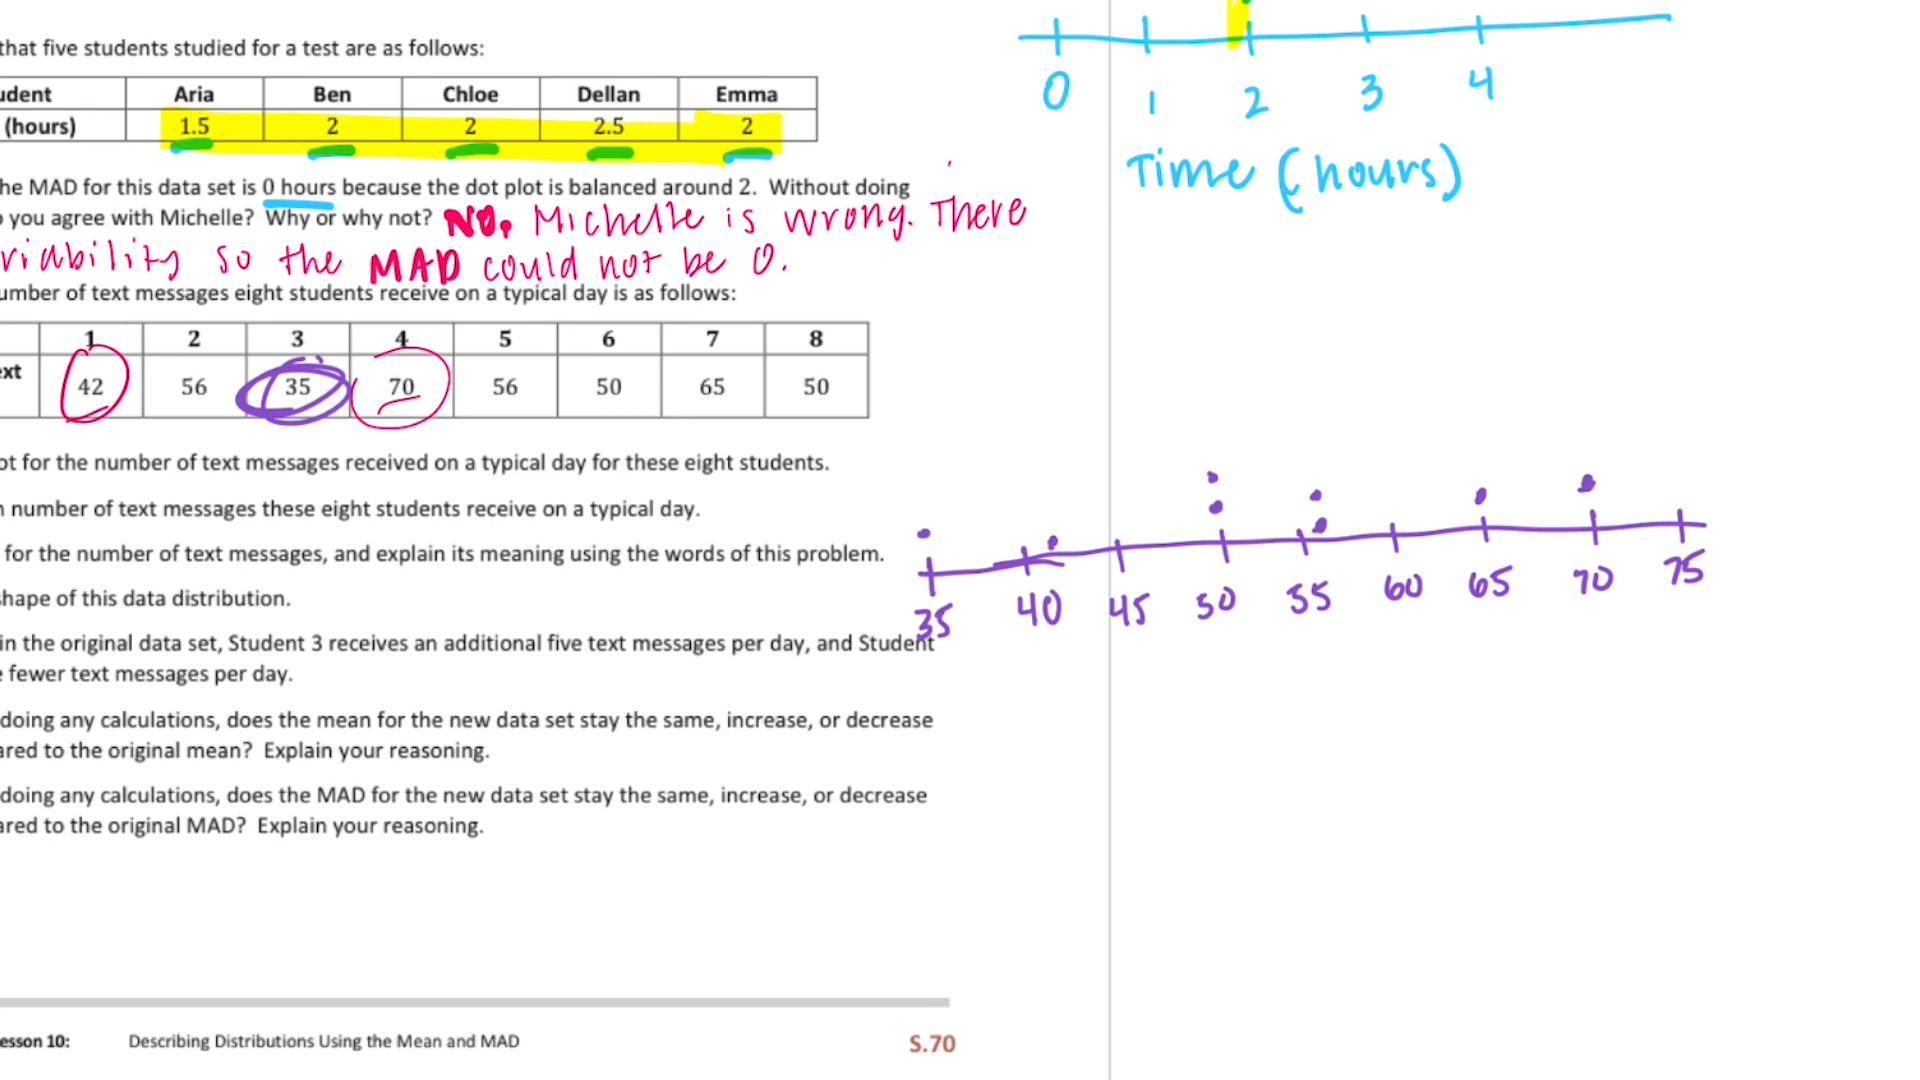 that five students studied for a test are as follows:
Aria Ben Chloe Dellan Emma
(hours) 1.5 2 2 2.5 2
0 1 2 3 4
Time (hours)
he MAD for this data set is 0 hours because the dot plot is balanced around 2. Without doing
you agree with Michelle? Why or why not? NO. Michelle is wrong. There
riability so the MAD could not be 0.
umber of text messages eight students receive on a typical day is as follows:
1 2 3 4 5 6 7 8
ext 42 56 35 70 56 50 65 50
ot for the number of text messages received on a typical day for these eight students.
n number of text messages these eight students receive on a typical day.
for the number of text messages, and explain its meaning using the words of this problem.
hape of this data distribution.
in the original data set, Student 3 receives an additional five text messages per day, and Student
fewer text messages per day.
35 40 45 50 55 60 65 70 75
doing any calculations, does the mean for the new data set stay the same, increase, or decrease
ared to the original mean? Explain your reasoning.
doing any calculations, does the MAD for the new data set stay the same, increase, or decrease
ared to the original MAD? Explain your reasoning.
esson 10: Describing Distributions Using the Mean and MAD S.70